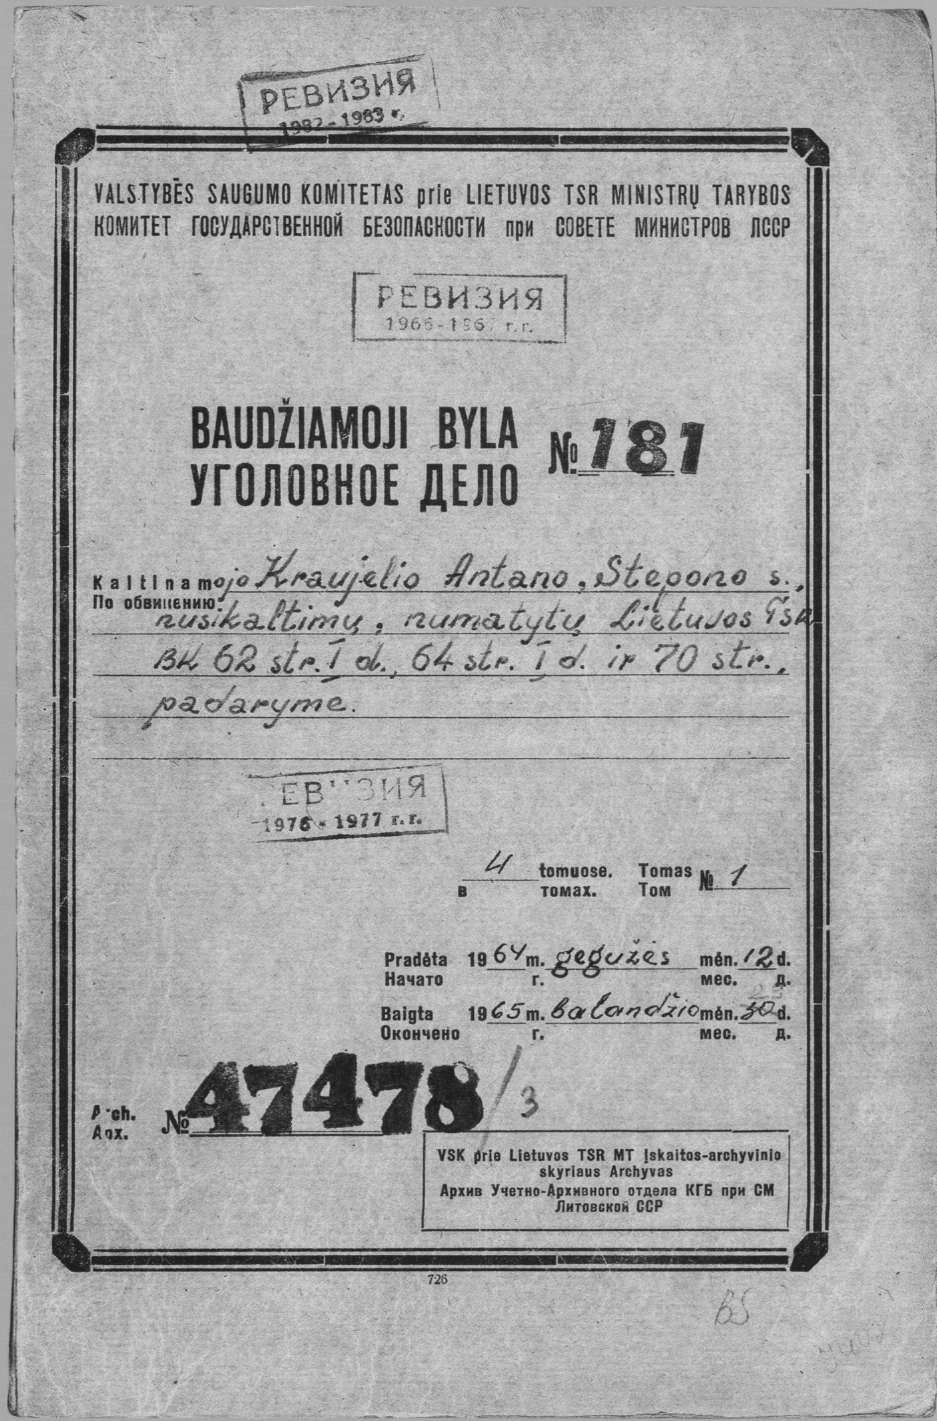 РЕВИЗИЯ
1982-1983 г.
VALSTYBĖS SAUGUMO KOMITETAS prie LIETUVOS TSR MINISTRŲ TARYBOS
КОМИТЕТ ГОСУДАРСТВЕННОЙ БЕЗОПАСНОСТИ при СОВЕТЕ МИНИСТРОВ ЛССР
РЕВИЗИЯ
1966-1967 г.г.
BAUDŽIAMOJI BYLA
УГОЛОВНОЕ ДЕЛО
№ 181
Kaltinamojo Kraujelio Antano, Stepono s.,
По обвинению:
nusikaltimų, numatytų Lietuvos TSR
BK 62 str. I d., 64 str. I d. ir 70 str.,
padaryme.
РЕВИЗИЯ
1976-1977 г.г.
4 tomuose. Tomas № 1
в томах. Том
Pradėta 1964 m. gegužės mėn. 12 d.
Начато г. мес. д.
Baigta 1965 m. balandžio mėn. 30 d.
Окончено г. мес. д.
Arch. № 47478/3
Арх.
VSK prie Lietuvos TSR MT Įskaitos-archyvinio
skyriaus Archyvas
Архив Учетно-Архивного отдела КГБ при СМ
Литовской ССР
726